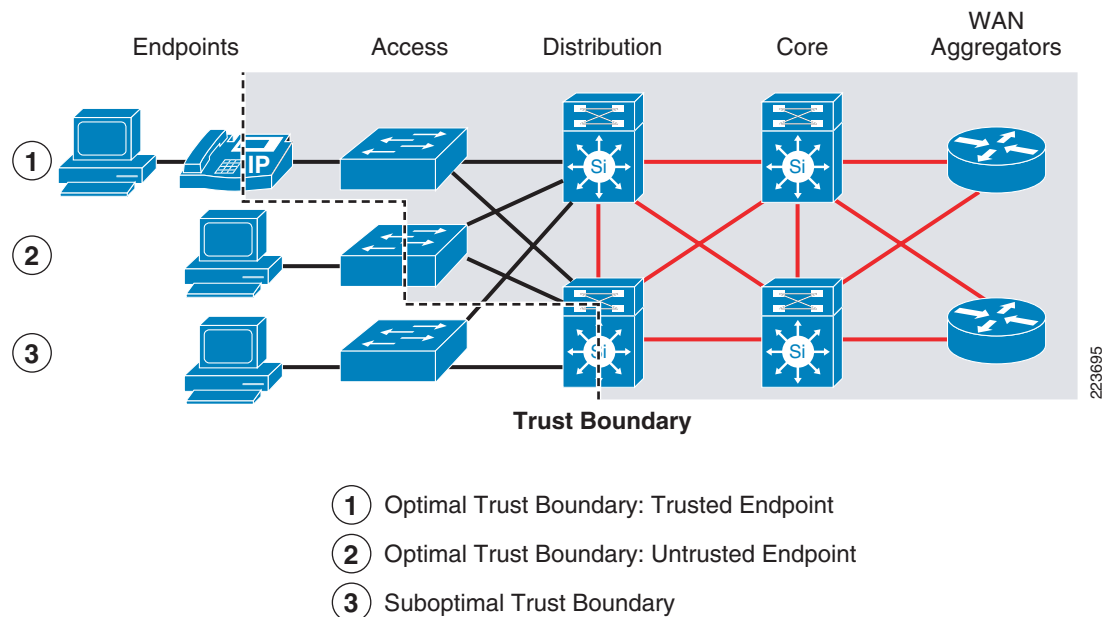 Endpoints
Access
Distribution
Core
WAN
Aggregators
1
IP
Si
Si
2
3
Si
Si
Trust Boundary
223695
1 Optimal Trust Boundary: Trusted Endpoint
2 Optimal Trust Boundary: Untrusted Endpoint
3 Suboptimal Trust Boundary